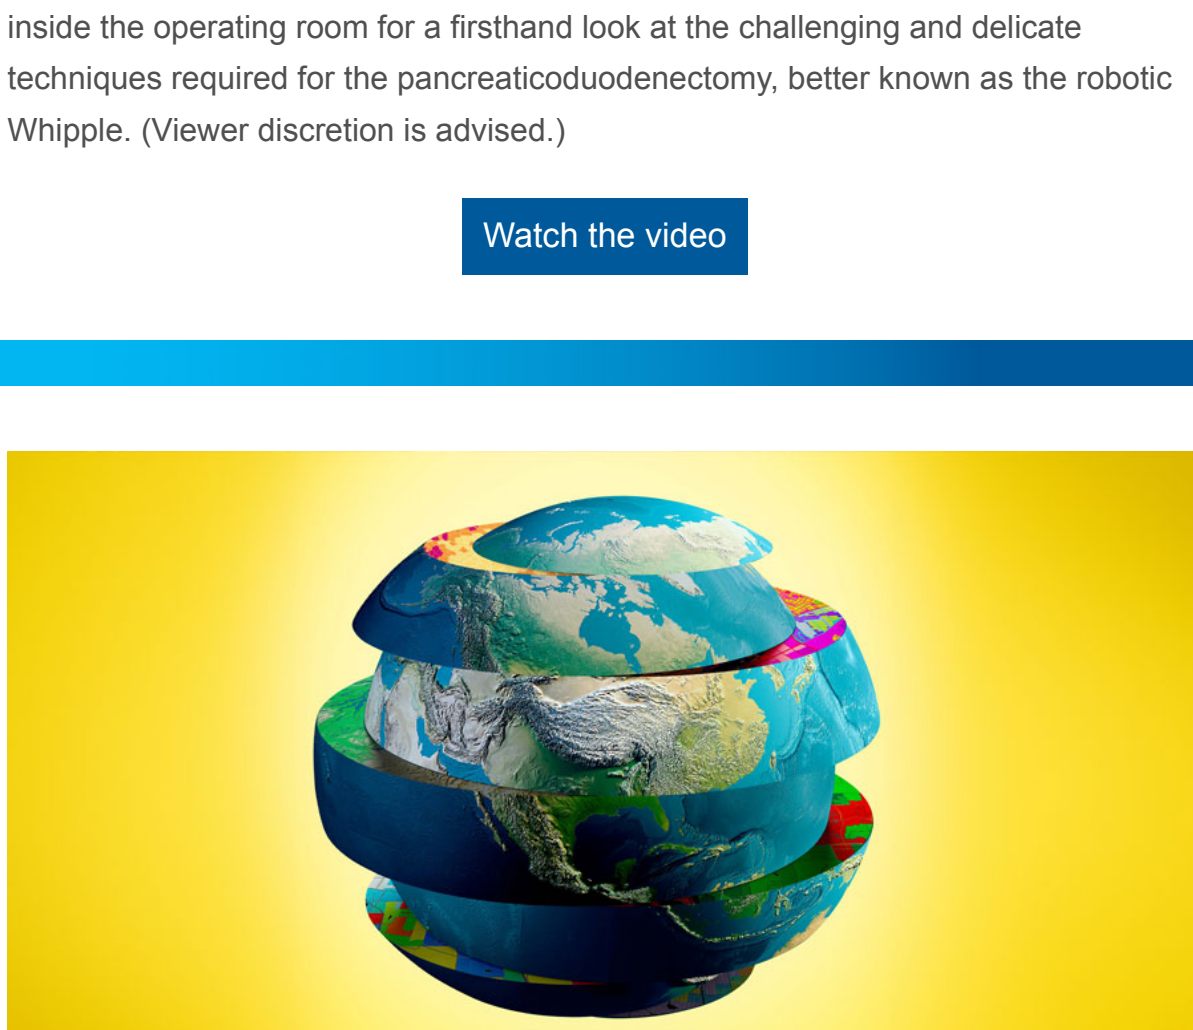 inside the operating room for a firsthand look at the challenging and delicate
techniques required for the pancreaticoduodenectomy, better known as the robotic
Whipple. (Viewer discretion is advised.)
Watch the video